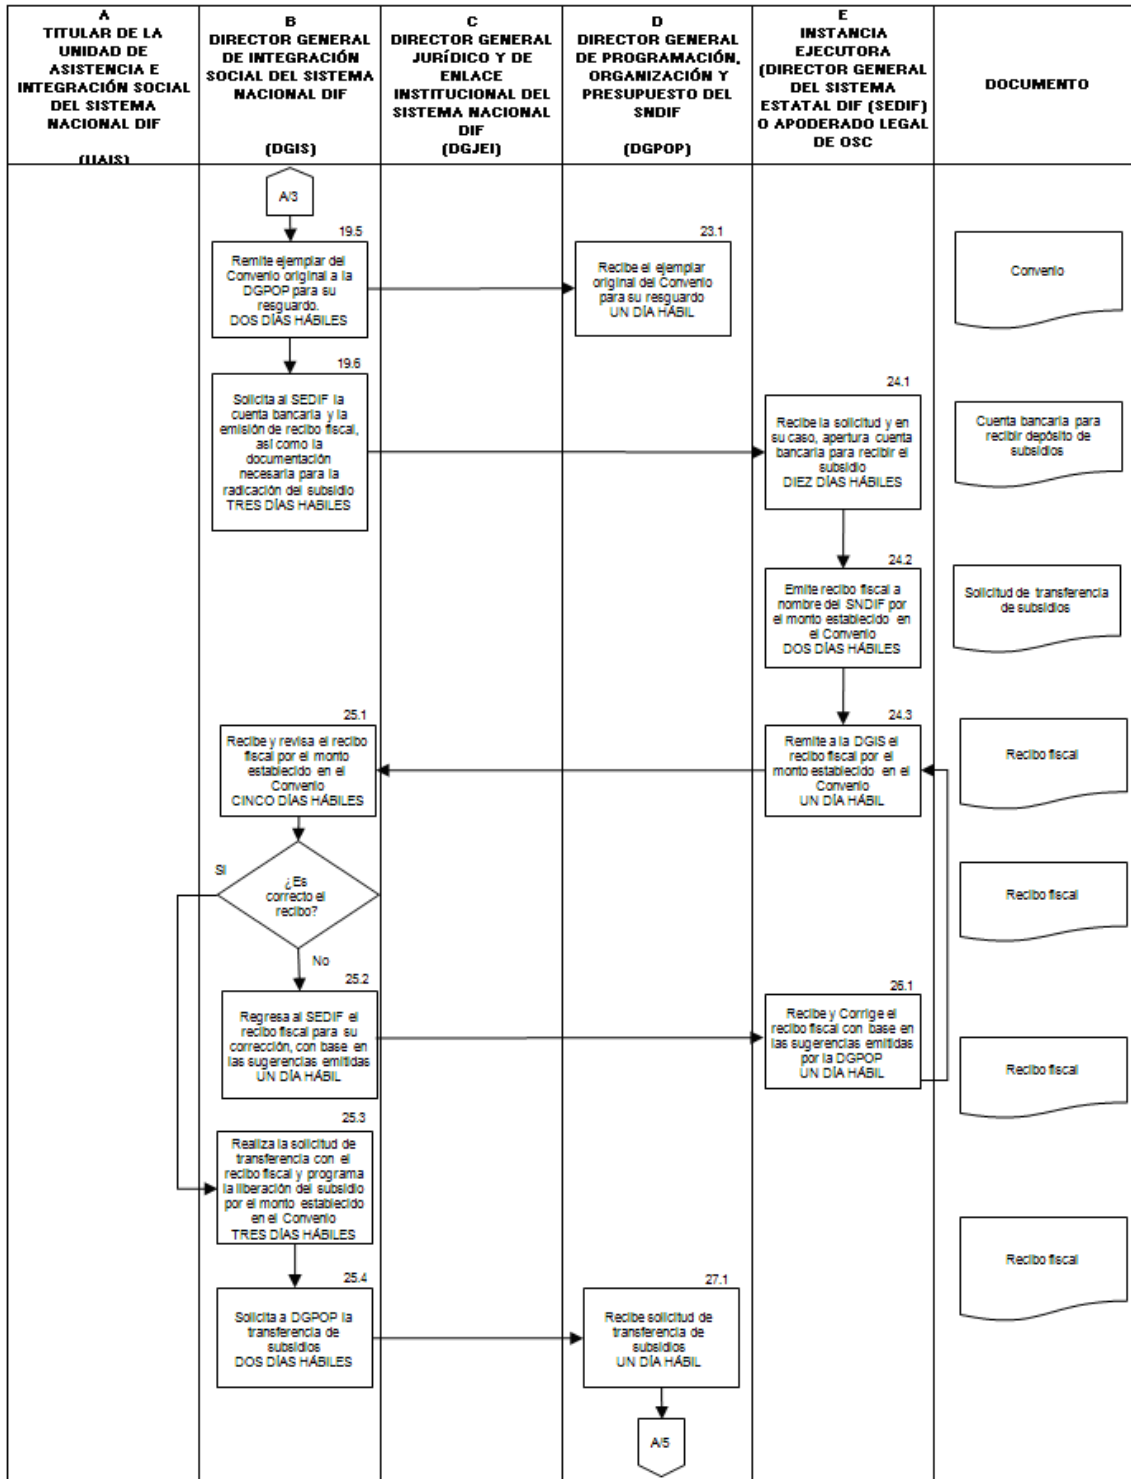 A
TITULAR DE LA
UNIDAD DE
ASISTENCIA E
INTEGRACIÓN SOCIAL
DEL SISTEMA
NACIONAL DIF
(UAIS)
B
DIRECTOR GENERAL
DE INTEGRACIÓN
SOCIAL DEL SISTEMA
NACIONAL DIF
(DGIS)
C
DIRECTOR GENERAL
JURÍDICO Y DE
ENLACE
INSTITUCIONAL DEL
SISTEMA NACIONAL
DIF
(DGJEI)
D
DIRECTOR GENERAL
DE PROGRAMACIÓN,
ORGANIZACIÓN Y
PRESUPUESTO DEL
SNDIF
(DGPOP)
E
INSTANCIA
EJECUTORA
(DIRECTOR GENERAL
DEL SISTEMA
ESTATAL DIF (SEDIF)
O APODERADO LEGAL
DE OSC
DOCUMENTO
A/3
19.5
Remite ejemplar del
Convenio original a la
DGPOP para su
resguardo.
DOS DÍAS HÁBILES
23.1
Recibe el ejemplar
original del Convenio
para su resguardo
UN DÍA HÁBIL
Convenio
19.6
Solicita al SEDIF la
cuenta bancaria y la
emisión de recibo fiscal,
así como la
documentación
necesaria para la
radicación del subsidio
TRES DÍAS HABILES
24.1
Recibe la solicitud y en
su caso, apertura cuenta
bancaria para recibir el
subsidio
DIEZ DÍAS HÁBILES
Cuenta bancaria para
recibir depósito de
subsidios
24.2
Emite recibo fiscal a
nombre del SNDIF por
el monto establecido en
el Convenio
DOS DÍAS HÁBILES
Solicitud de transferencia
de subsidios
25.1
Recibe y revisa el recibo
fiscal por el monto
establecido en el
Convenio
CINCO DÍAS HÁBILES
24.3
Remite a la DGIS el
recibo fiscal por el
monto establecido en el
Convenio
UN DÍA HÁBIL
Recibo fiscal
SI
¿Es
correcto el
recibo?
No
Recibo fiscal
25.2
Regresa al SEDIF el
recibo fiscal para su
corrección, con base en
las sugerencias emitidas
UN DÍA HÁBIL
26.1
Recibe y Corrige el
recibo fiscal con base en
las sugerencias emitidas
por la DGPOP
UN DÍA HÁBIL
Recibo fiscal
25.3
Realiza la solicitud de
transferencia con el
recibo fiscal y programa
la liberación del subsidio
por el monto establecido
en el Convenio
TRES DÍAS HÁBILES
Recibo fiscal
25.4
Solicita a DGPOP la
transferencia de
subsidios
DOS DÍAS HÁBILES
27.1
Recibe solicitud de
transferencia de
subsidios
UN DÍA HÁBIL
A/5